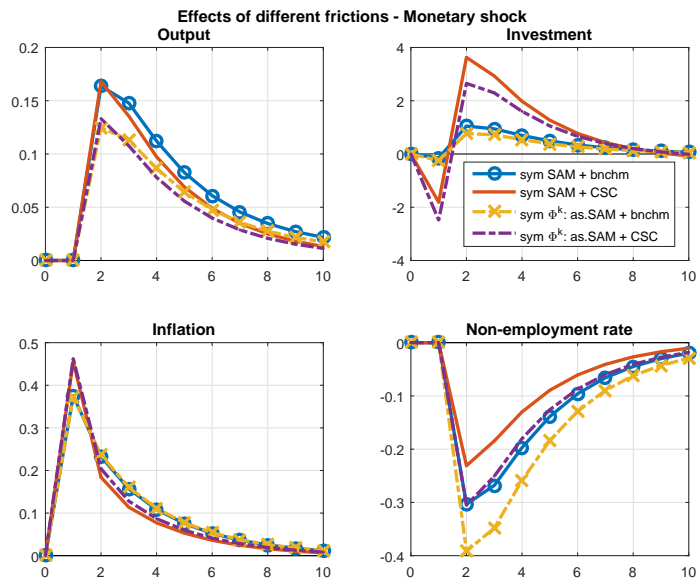 Effects of different frictions - Monetary shock
Output
0.2
0.15
0.1
0.05
0
0 2 4 6 8 10
Investment
4
2
0
-2
-4
0 2 4 6 8 10
sym SAM + bnchm
sym SAM + CSC
sym Φᵏ: as.SAM + bnchm
sym Φᵏ: as.SAM + CSC
Inflation
0.5
0.4
0.3
0.2
0.1
0
0 2 4 6 8 10
Non-employment rate
0
-0.1
-0.2
-0.3
-0.4
0 2 4 6 8 10